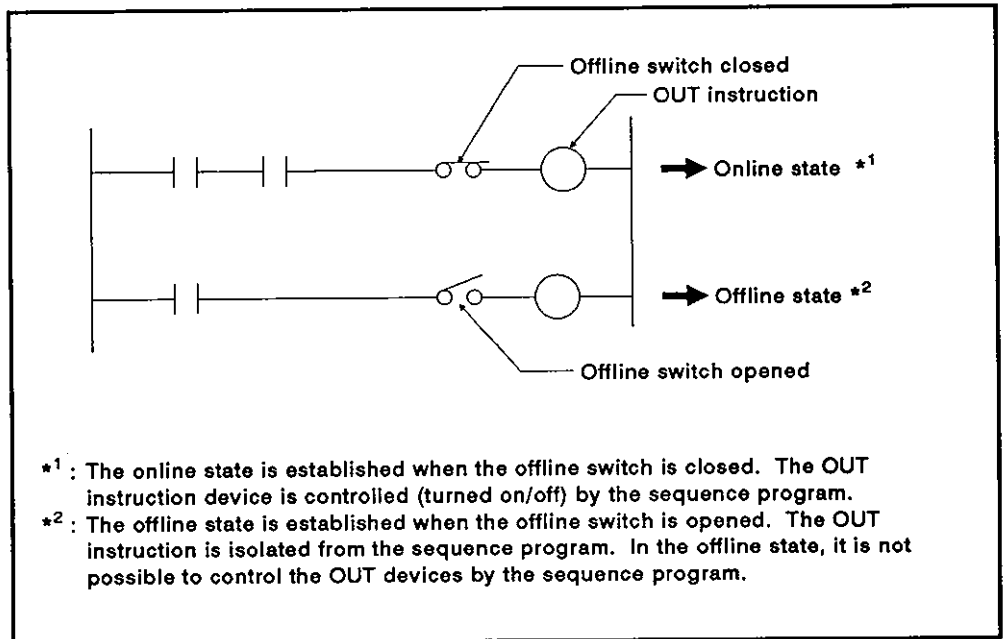 Offline switch closed
OUT instruction
Online state *1
Offline state *2
Offline switch opened
*1 : The online state is established when the offline switch is closed. The OUT
instruction device is controlled (turned on/off) by the sequence program.
*2 : The offline state is established when the offline switch is opened. The OUT
instruction is isolated from the sequence program. In the offline state, it is not
possible to control the OUT devices by the sequence program.